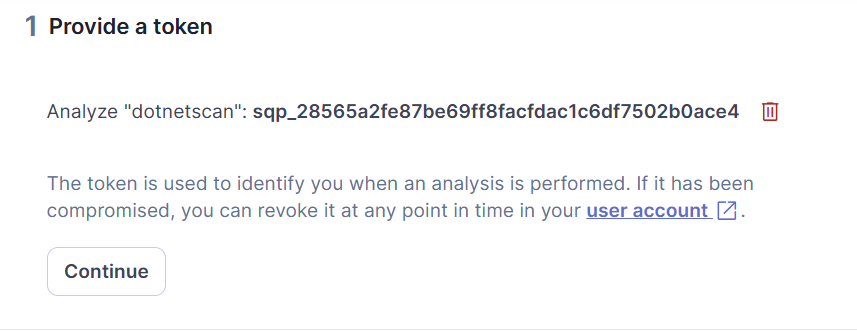 1 Provide a token
Analyze "dotnetscan": sqp_28565a2fe87be69ff8facfdac1c6df7502b0ace4
The token is used to identify you when an analysis is performed. If it has been
compromised, you can revoke it at any point in time in your user account .
Continue